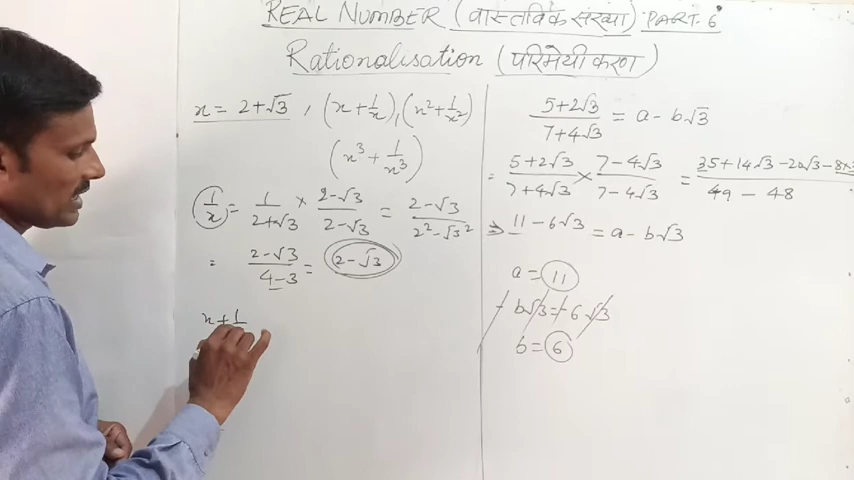 REAL NUMBER (वास्तविक संख्या) PART. 6
Rationalisation (परिमेयीकरण)
x = 2+√3 , (x + 1/x), (x² + 1/x²)
(x³ + 1/x³)
1/x = 1/(2+√3) × (2-√3)/(2-√3) = (2-√3)/(2² - √3²)
= (2-√3)/(4-3) = 2-√3
x + 1
(5+2√3)/(7+4√3) = a - b√3
= (5+2√3)/(7+4√3) × (7-4√3)/(7-4√3) = (35+14√3-20√3-8×3)/(49-48)
⇒ 11 - 6√3 = a - b√3
a = 11
- b√3 = - 6√3
b = 6